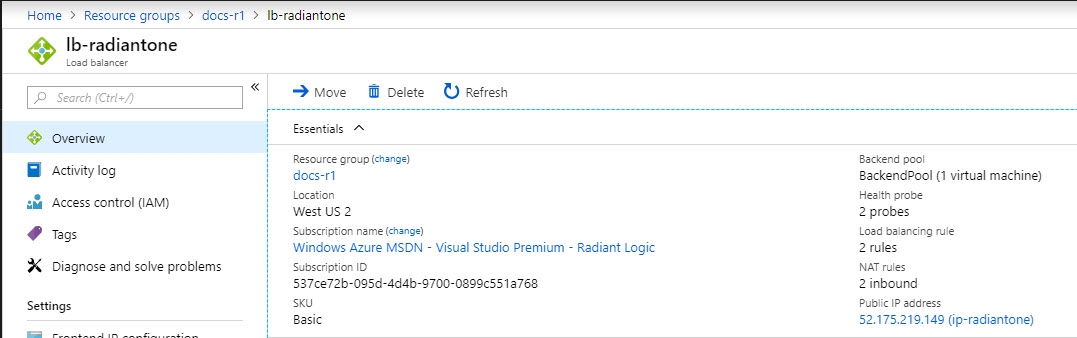 Home > Resource groups > docs-r1 > lb-radiantone
lb-radiantone
Load balancer
Search (Ctrl+/)
«
Overview
Activity log
Access control (IAM)
Tags
Diagnose and solve problems
Settings
Frontend IP configuration
Move Delete Refresh
Essentials
Resource group (change)
docs-r1
Location
West US 2
Subscription name (change)
Windows Azure MSDN - Visual Studio Premium - Radiant Logic
Subscription ID
537ce72b-095d-4d4b-9700-0899c551a768
SKU
Basic
Backend pool
BackendPool (1 virtual machine)
Health probe
2 probes
Load balancing rule
2 rules
NAT rules
2 inbound
Public IP address
52.175.219.149 (ip-radiantone)